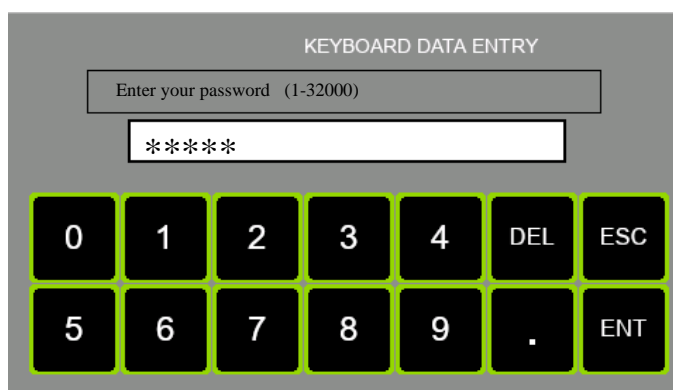 KEYBOARD DATA ENTRY
Enter your password (1-32000)
*****
0 1 2 3 4 DEL ESC
5 6 7 8 9 . ENT